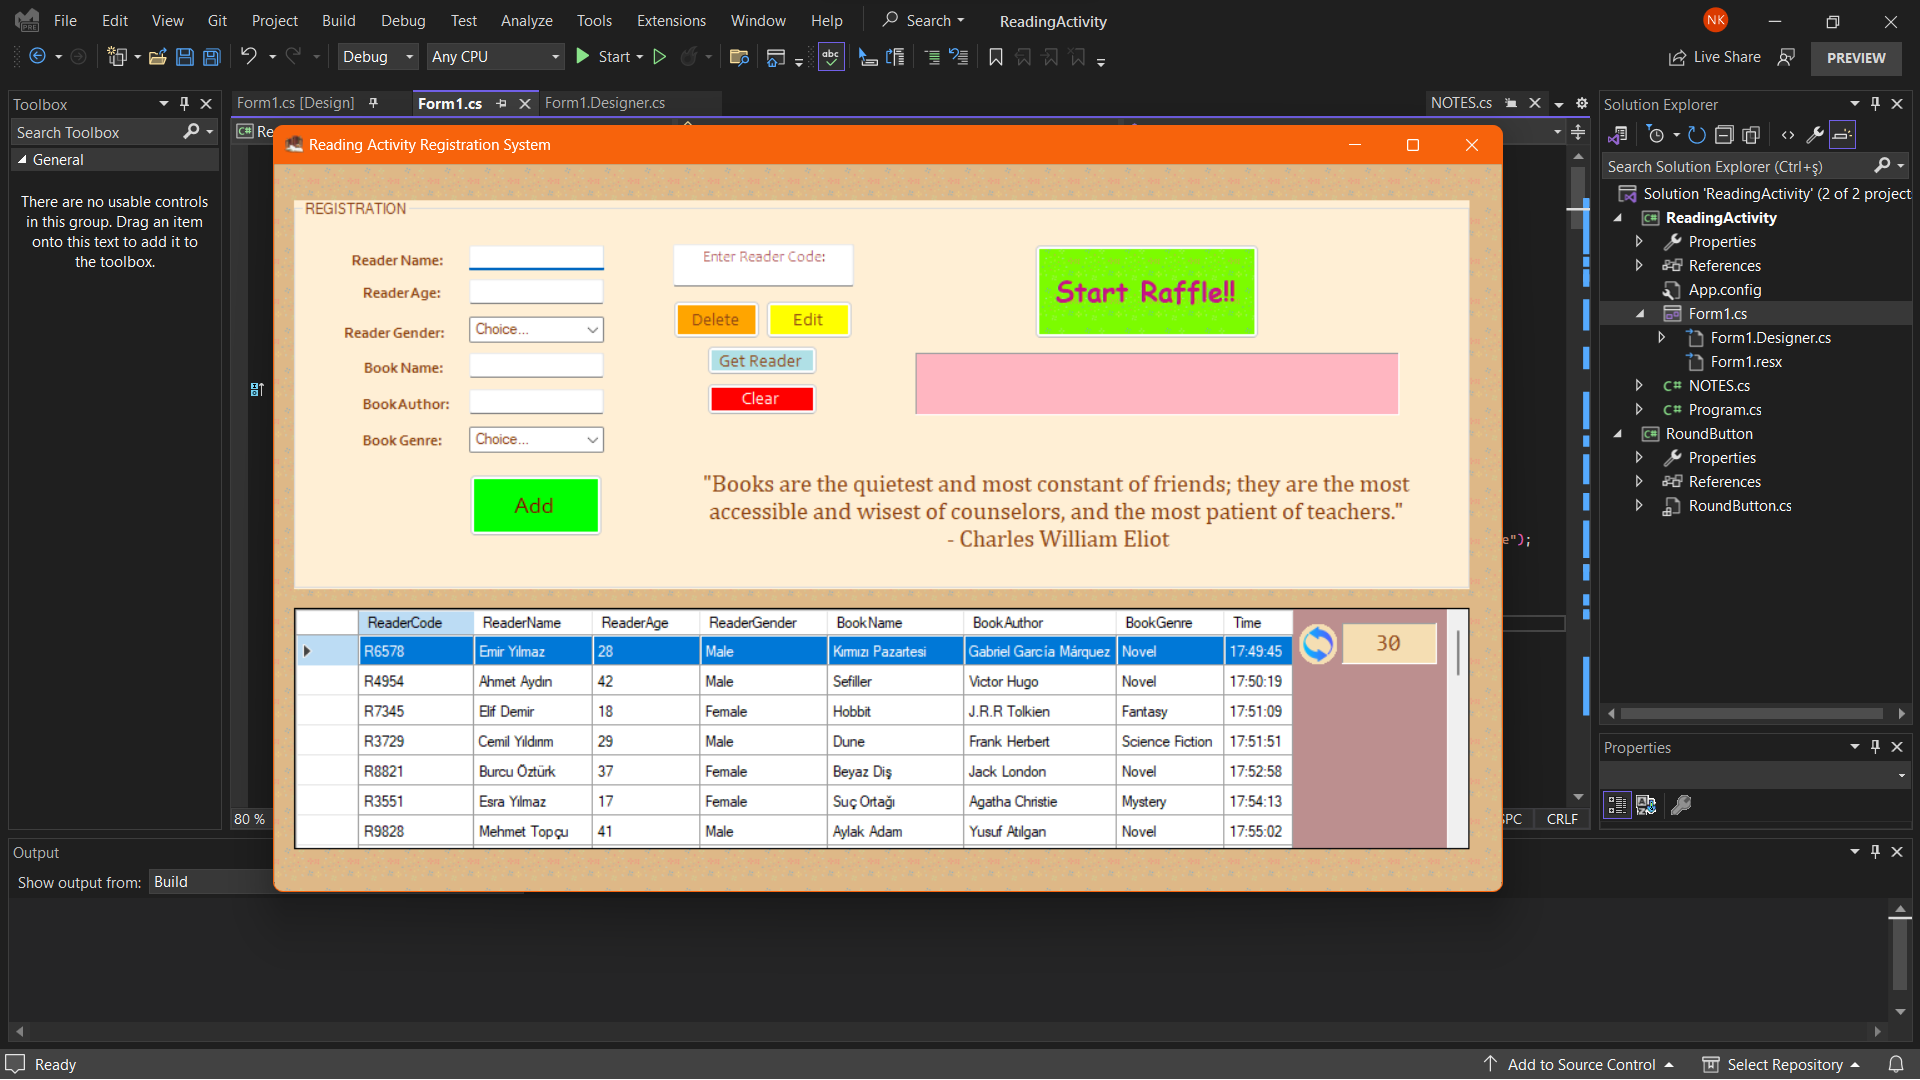 File Edit View Git Project Build Debug Test Analyze Tools Extensions Window Help Search ReadingActivity NK
Debug Any CPU Start abc Live Share PREVIEW
Toolbox
Search Toolbox
General
There are no usable controls
in this group. Drag an item
onto this text to add it to
the toolbox.
Form1.cs [Design] Form1.cs Form1.Designer.cs NOTES.cs
C# Re
Reading Activity Registration System
REGISTRATION
Reader Name:
Reader Age:
Reader Gender: Choice...
Book Name:
Book Author:
Book Genre: Choice...
Add
Enter Reader Code:
Delete Edit
Get Reader
Clear
Start Raffle!!
"Books are the quietest and most constant of friends; they are the most
accessible and wisest of counselors, and the most patient of teachers."
- Charles William Eliot
ReaderCode ReaderName ReaderAge ReaderGender BookName BookAuthor BookGenre Time
R6578 Emir Yılmaz 28 Male Kırmızı Pazartesi Gabriel García Márquez Novel 17:49:45
R4954 Ahmet Aydın 42 Male Sefiller Victor Hugo Novel 17:50:19
R7345 Elif Demir 18 Female Hobbit J.R.R Tolkien Fantasy 17:51:09
R3729 Cemil Yıldırım 29 Male Dune Frank Herbert Science Fiction 17:51:51
R8821 Burcu Öztürk 37 Female Beyaz Diş Jack London Novel 17:52:58
R3551 Esra Yılmaz 17 Female Suç Ortağı Agatha Christie Mystery 17:54:13
R9828 Mehmet Topçu 41 Male Aylak Adam Yusuf Atılgan Novel 17:55:02
30
e");
80 % SPC CRLF
Solution Explorer
Search Solution Explorer (Ctrl+ş)
Solution 'ReadingActivity' (2 of 2 project
C# ReadingActivity
Properties
References
App.config
Form1.cs
Form1.Designer.cs
Form1.resx
C# NOTES.cs
C# Program.cs
C# RoundButton
Properties
References
RoundButton.cs
Properties
Output
Show output from: Build
Ready Add to Source Control Select Repository